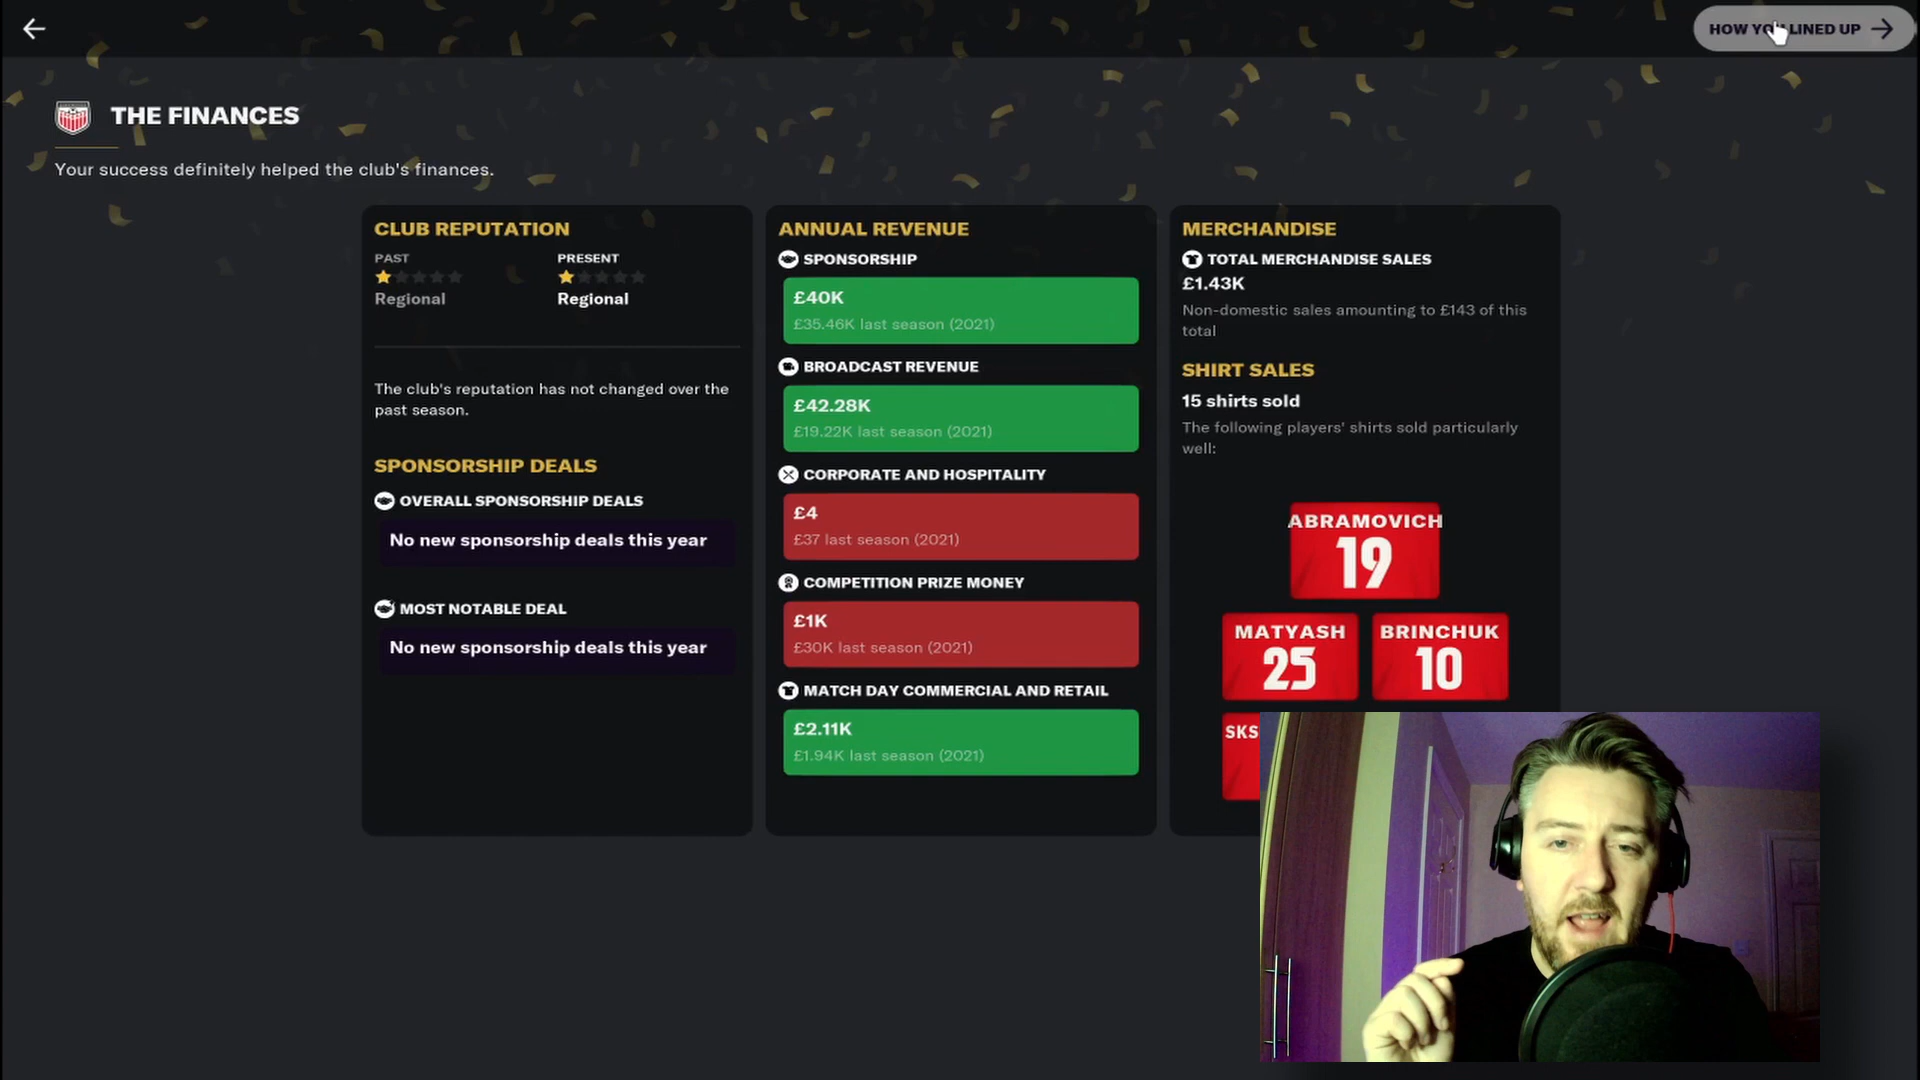 HOW YOU LINED UP
THE FINANCES
Your success definitely helped the club's finances.
CLUB REPUTATION
PAST
Regional
PRESENT
Regional
The club's reputation has not changed over the
past season.
SPONSORSHIP DEALS
OVERALL SPONSORSHIP DEALS
No new sponsorship deals this year
MOST NOTABLE DEAL
No new sponsorship deals this year
ANNUAL REVENUE
SPONSORSHIP
£40K
£35.46K last season (2021)
BROADCAST REVENUE
£42.28K
£19.22K last season (2021)
CORPORATE AND HOSPITALITY
£4
£37 last season (2021)
COMPETITION PRIZE MONEY
£1K
£30K last season (2021)
MATCH DAY COMMERCIAL AND RETAIL
£2.11K
£1.94K last season (2021)
MERCHANDISE
TOTAL MERCHANDISE SALES
£1.43K
Non-domestic sales amounting to £143 of this
total
SHIRT SALES
15 shirts sold
The following players' shirts sold particularly
well:
ABRAMOVICH
19
MATYASH
25
BRINCHUK
10
SKS